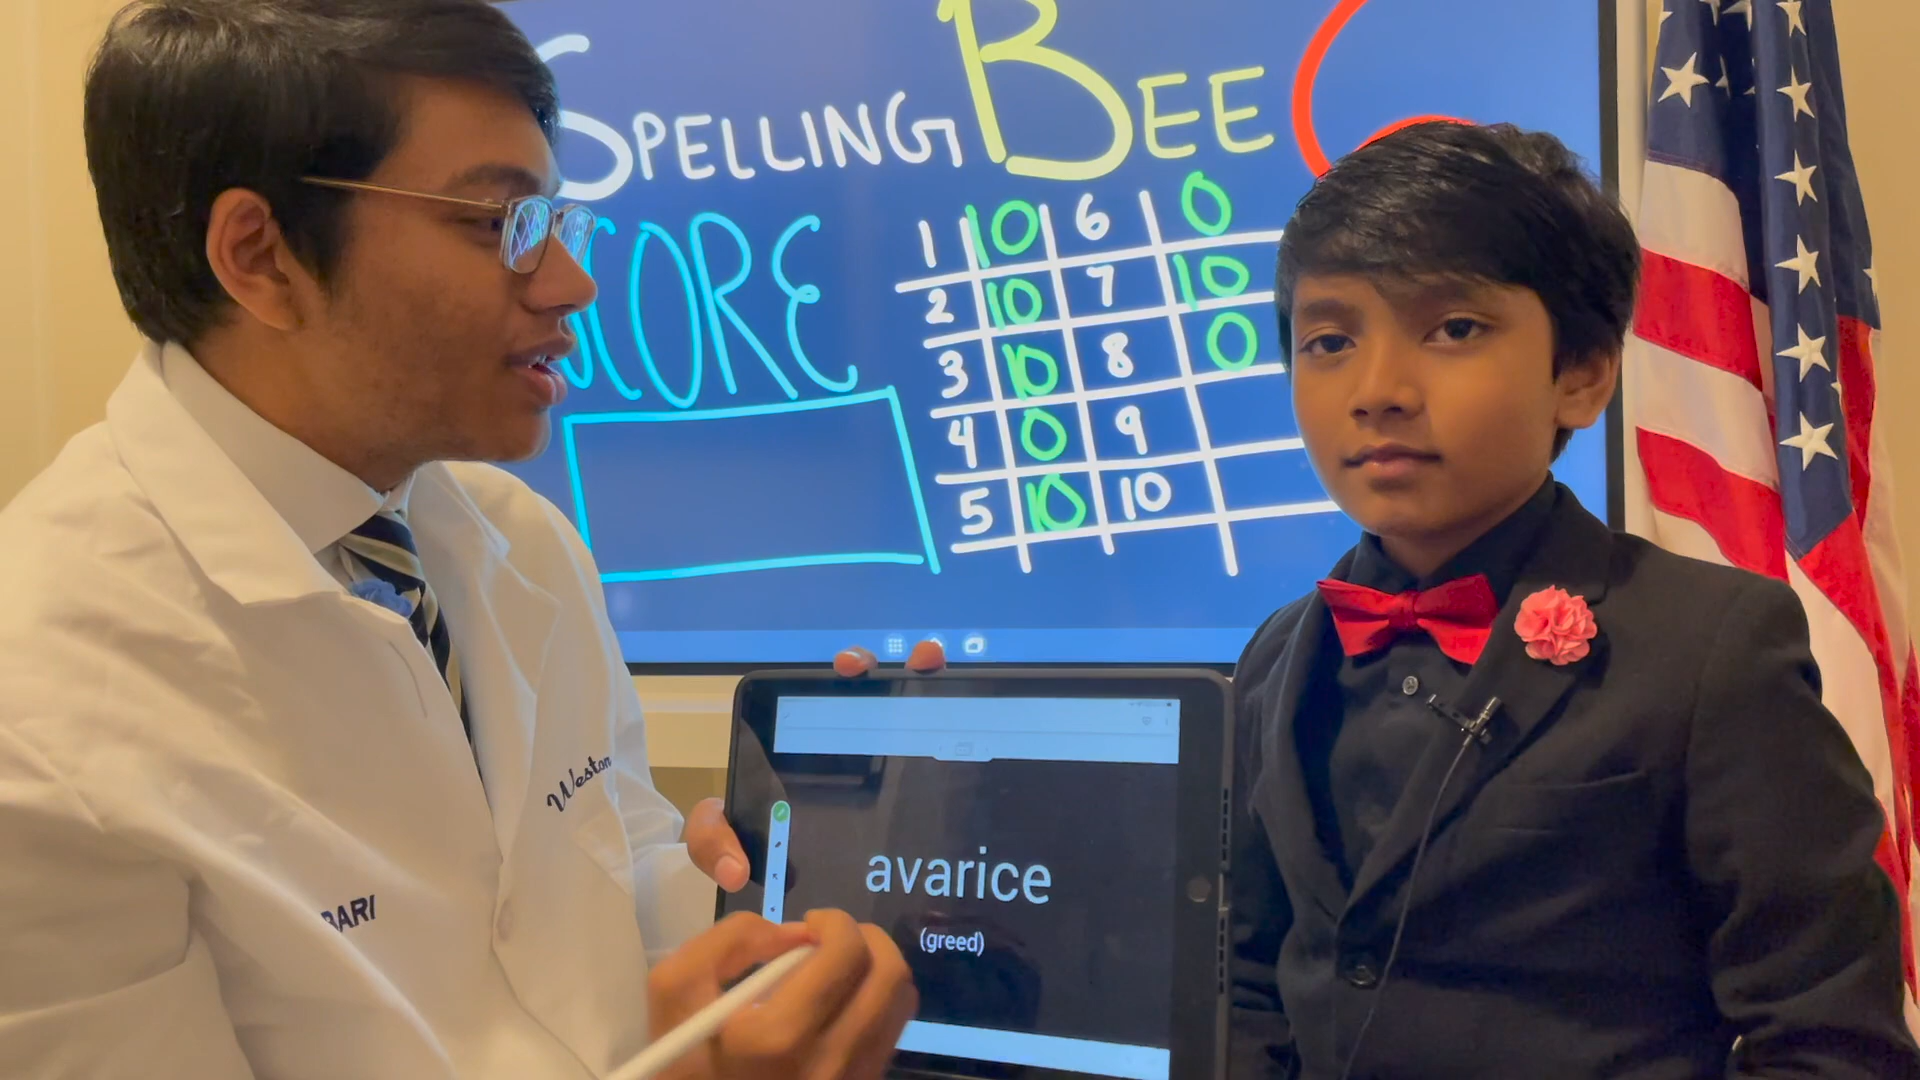 SPELLING BEE
SCORE
1 10 6 0
2 10 7 10
3 10 8 0
4 0 9
5 10 10
Weston
BARI
avarice
(greed)